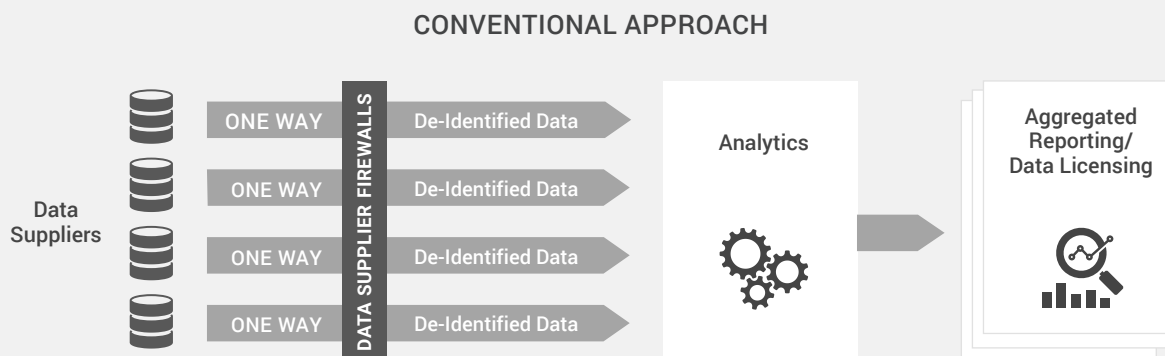 CONVENTIONAL APPROACH
Data
Suppliers
ONE WAY
ONE WAY
ONE WAY
ONE WAY
DATA SUPPLIER FIREWALLS
De-Identified Data
De-Identified Data
De-Identified Data
De-Identified Data
Analytics
Aggregated
Reporting/
Data Licensing